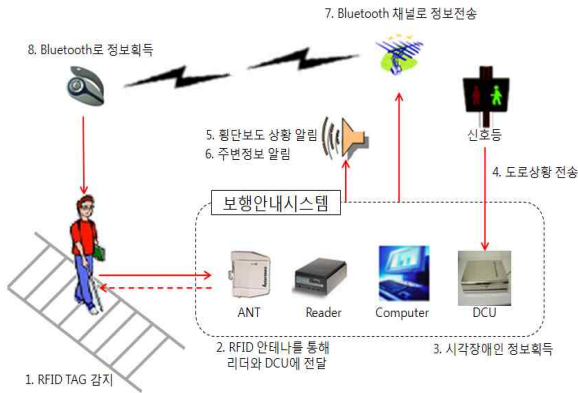 7. Bluetooth 채널로 정보전송
8. Bluetooth로 정보획득
5. 횡단보도 상황 알림
6. 주변정보 알림
신호등
4. 도로상황 전송
보행안내시스템
ANT
Reader
Computer
DCU
2. RFID 안테나를 통해
리더와 DCU에 전달
3. 시각장애인 정보획득
1. RFID TAG 감지